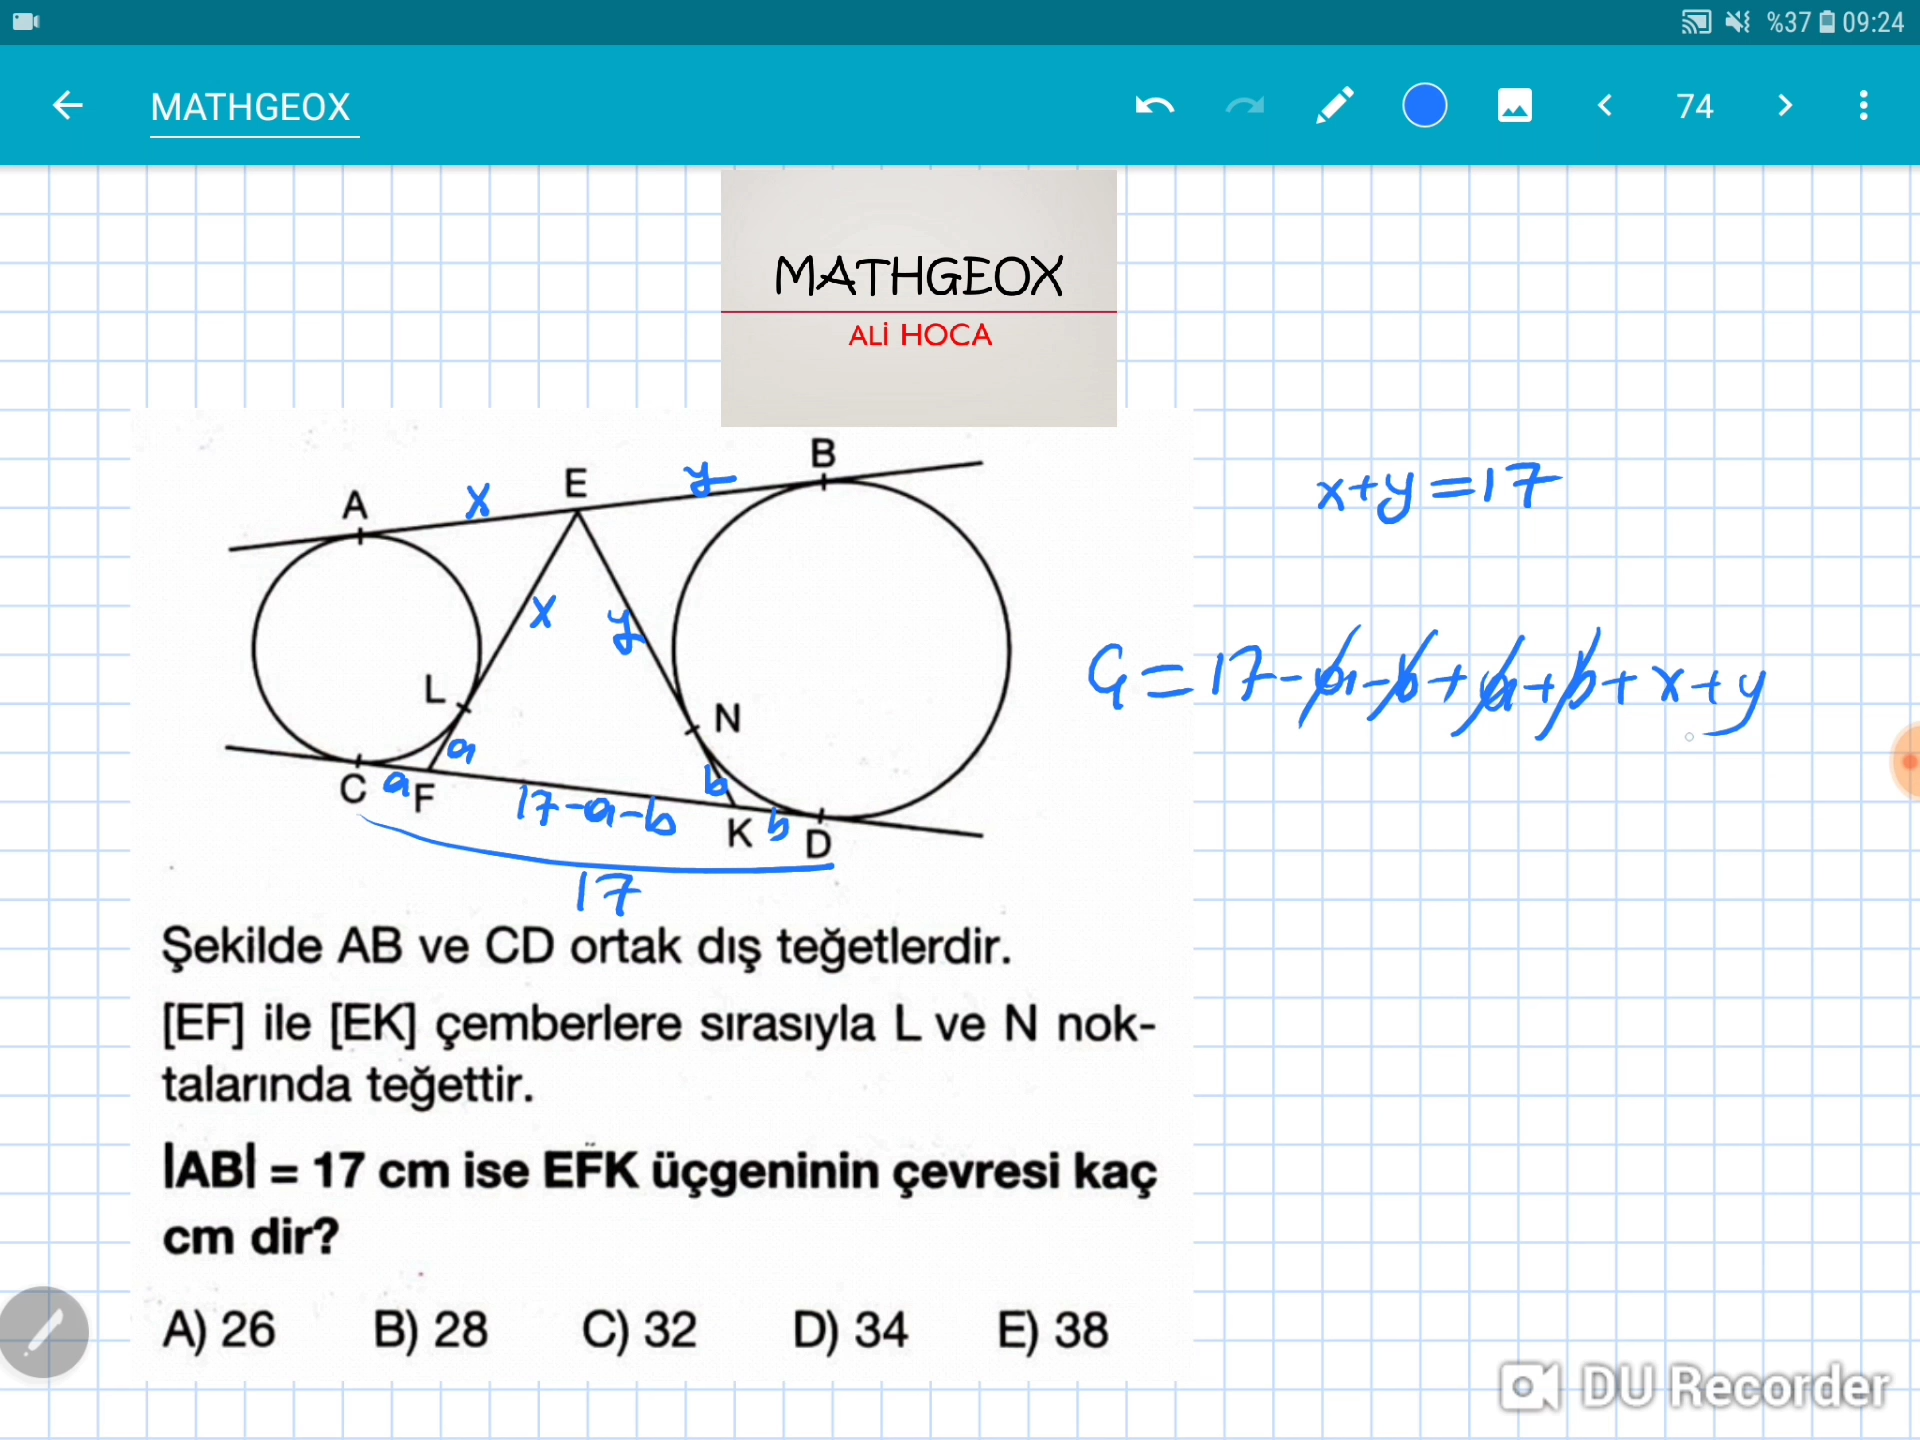 %37 09:24
MATHGEOX
74
MATHGEOX
ALİ HOCA
A x E y B
x + y = 17
x y
L N
Ç = 17 - a - b + a + b + x + y
a b
C a F 17-a-b K b D
17
Şekilde AB ve CD ortak dış teğetlerdir.
[EF] ile [EK] çemberlere sırasıyla L ve N nok-
talarında teğettir.
|AB| = 17 cm ise EFK üçgeninin çevresi kaç
cm dir?
A) 26 B) 28 C) 32 D) 34 E) 38
DU Recorder